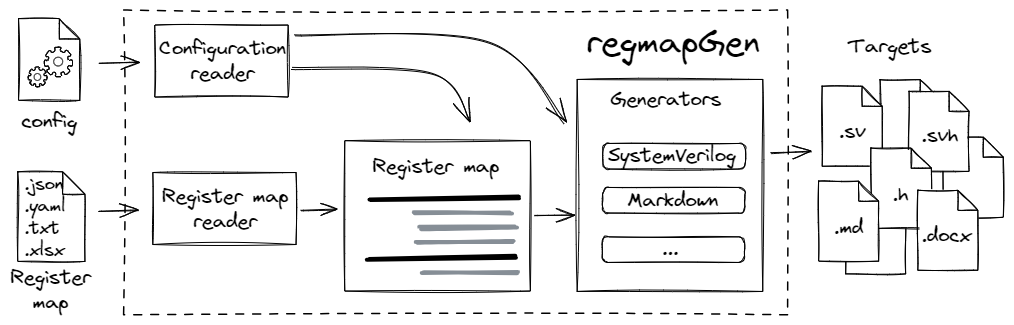 config
.json
.yaml
.txt
.xlsx
Register
map
Configuration
reader
Register map
reader
Register map
regmapGen
Generators
SystemVerilog
Markdown
...
Targets
.sv
.svh
.h
.md
.docx